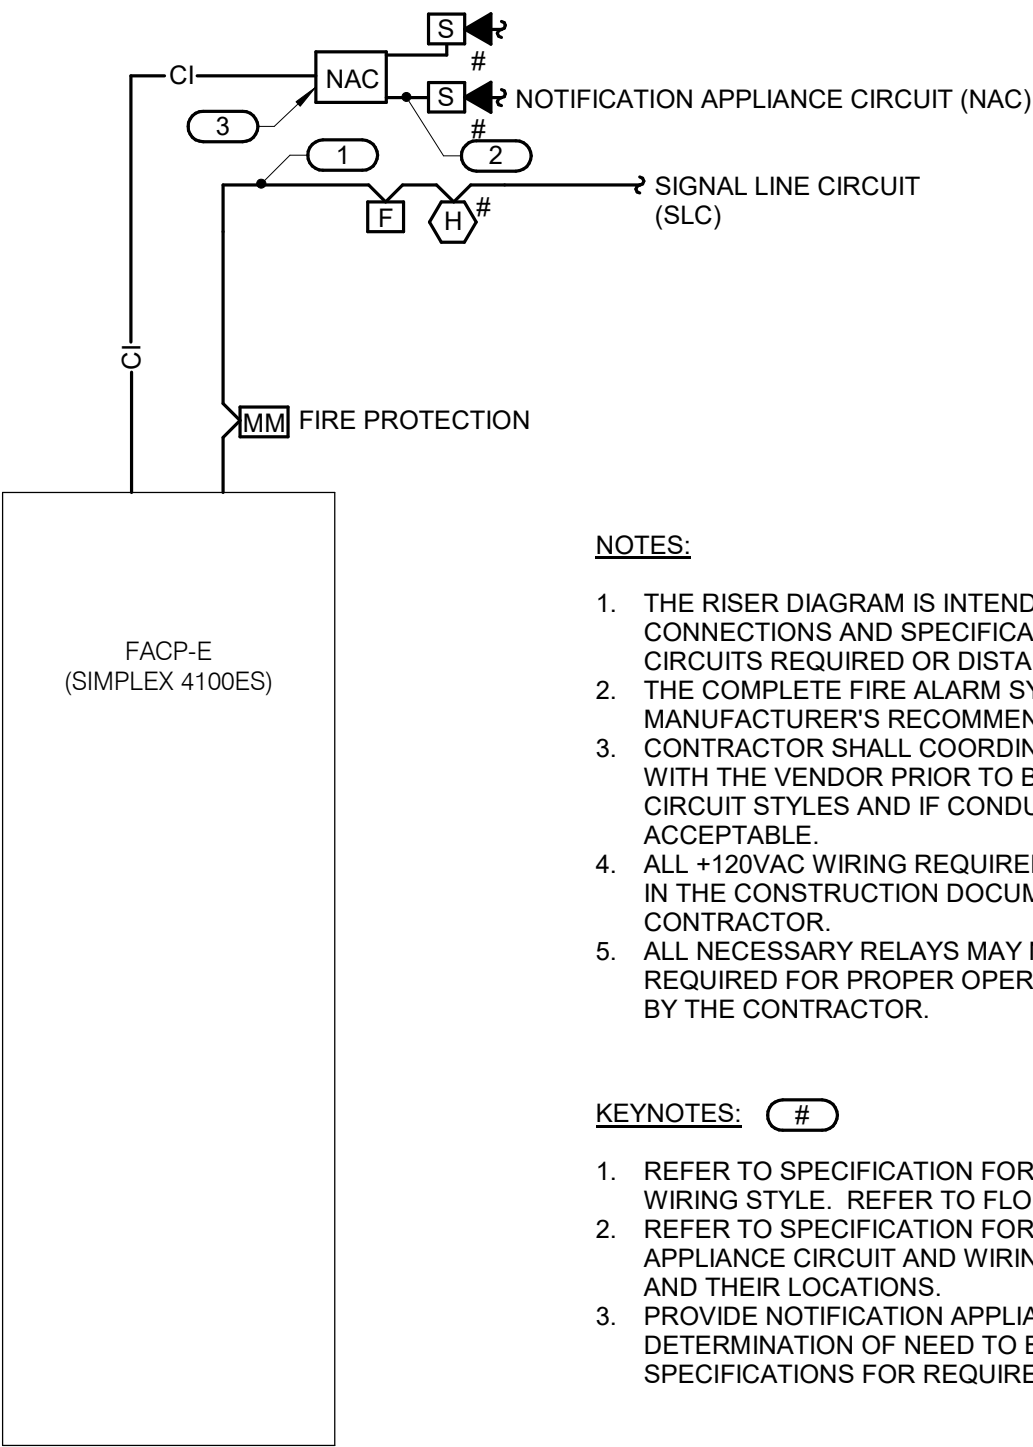 S
#
CI
NAC
S
NOTIFICATION APPLIANCE CIRCUIT (NAC)
#
3
1
2
SIGNAL LINE CIRCUIT
(SLC)
F
H
#
CI
MM
FIRE PROTECTION
FACP-E
(SIMPLEX 4100ES)
NOTES:
1. THE RISER DIAGRAM IS INTEND
CONNECTIONS AND SPECIFICA
CIRCUITS REQUIRED OR DISTA
2. THE COMPLETE FIRE ALARM SY
MANUFACTURER'S RECOMMEN
3. CONTRACTOR SHALL COORDIN
WITH THE VENDOR PRIOR TO B
CIRCUIT STYLES AND IF CONDU
ACCEPTABLE.
4. ALL +120VAC WIRING REQUIRE
IN THE CONSTRUCTION DOCUM
CONTRACTOR.
5. ALL NECESSARY RELAYS MAY N
REQUIRED FOR PROPER OPER
BY THE CONTRACTOR.
KEYNOTES: #
1. REFER TO SPECIFICATION FOR
WIRING STYLE. REFER TO FLO
2. REFER TO SPECIFICATION FOR
APPLIANCE CIRCUIT AND WIRIN
AND THEIR LOCATIONS.
3. PROVIDE NOTIFICATION APPLIA
DETERMINATION OF NEED TO B
SPECIFICATIONS FOR REQUIRE